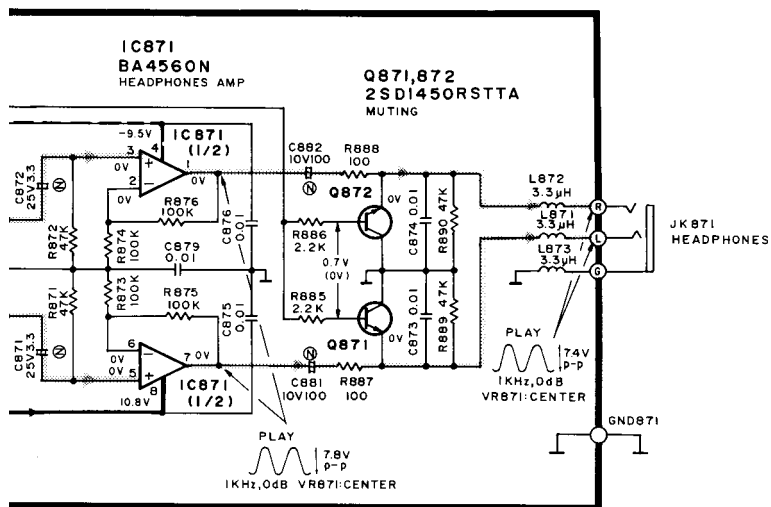 IC871
BA4560N
HEADPHONES AMP
Q871,872
2SD1450RSTTA
MUTING
-9.5V
4
IC871
(1/2)
3
0V
+
1
0V
2
0V
-
C872
25V3.3
N
R872
47K
R876
100K
R874
100K
C876
0.01
C879
0.01
C882
10V100
N
R888
100
Q872
0V
R886
2.2K
0.7V
(0V)
C874 0.01
R890 47K
L872
3.3μH
L871
3.3μH
L873
3.3μH
R
L
G
JK871
HEADPHONES
R871
47K
R873
100K
R875
100K
C875
0.01
R885
2.2K
Q871
0V
C873 0.01
R889 47K
C871
25V3.3
N
6
0V
-
0V
5
+
7
0V
8
IC871
(1/2)
10.8V
N
C881
10V100
R887
100
PLAY
7.4V
P-P
1KHz,0dB
VR871:CENTER
GND871
PLAY
7.8V
P-P
1KHz,0dB VR871:CENTER